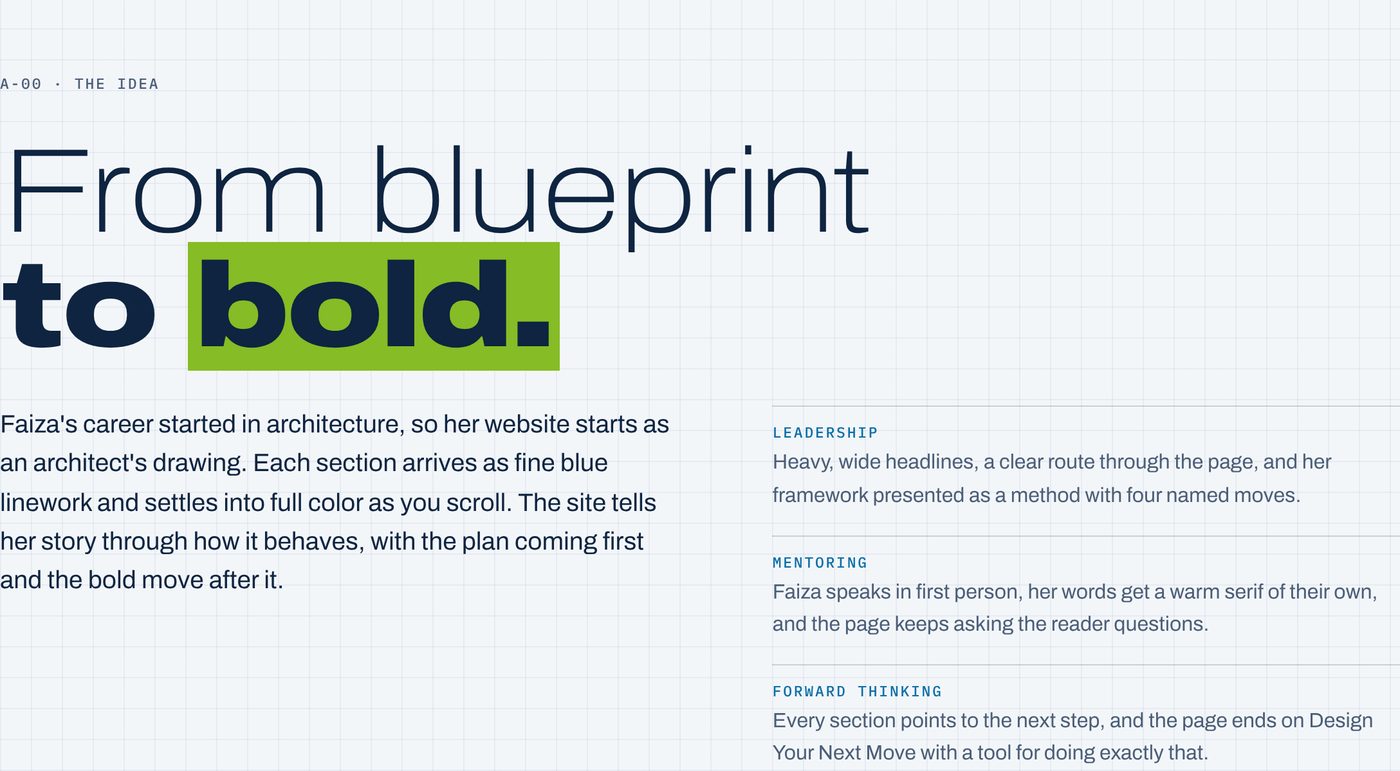 A-00 · THE IDEA
From blueprint
to bold.
Faiza's career started in architecture, so her website starts as
an architect's drawing. Each section arrives as fine blue
linework and settles into full color as you scroll. The site tells
her story through how it behaves, with the plan coming first
and the bold move after it.
LEADERSHIP
Heavy, wide headlines, a clear route through the page, and her
framework presented as a method with four named moves.
MENTORING
Faiza speaks in first person, her words get a warm serif of their own,
and the page keeps asking the reader questions.
FORWARD THINKING
Every section points to the next step, and the page ends on Design
Your Next Move with a tool for doing exactly that.